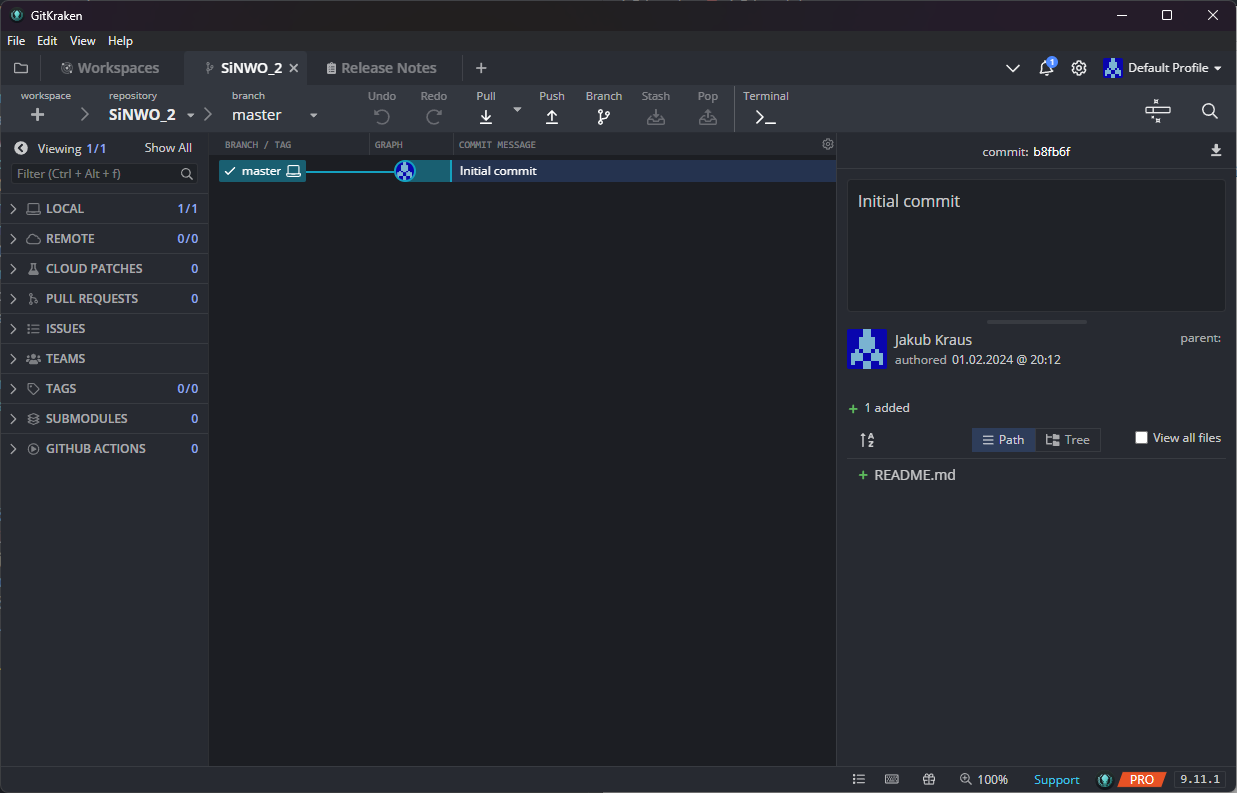 GitKraken
File Edit View Help
Workspaces SiNWO_2 Release Notes 1 Default Profile
workspace repository branch Undo Redo Pull Push Branch Stash Pop Terminal
SiNWO_2 master
Viewing 1/1 Show All
Filter (Ctrl + Alt + f)
LOCAL 1/1
REMOTE 0/0
CLOUD PATCHES 0
PULL REQUESTS 0
ISSUES
TEAMS
TAGS 0/0
SUBMODULES 0
GITHUB ACTIONS 0
BRANCH / TAG GRAPH COMMIT MESSAGE
master Initial commit
commit: b8fb6f
Initial commit
Jakub Kraus
authored 01.02.2024 @ 20:12
parent:
1 added
Path Tree View all files
README.md
100% Support PRO 9.11.1